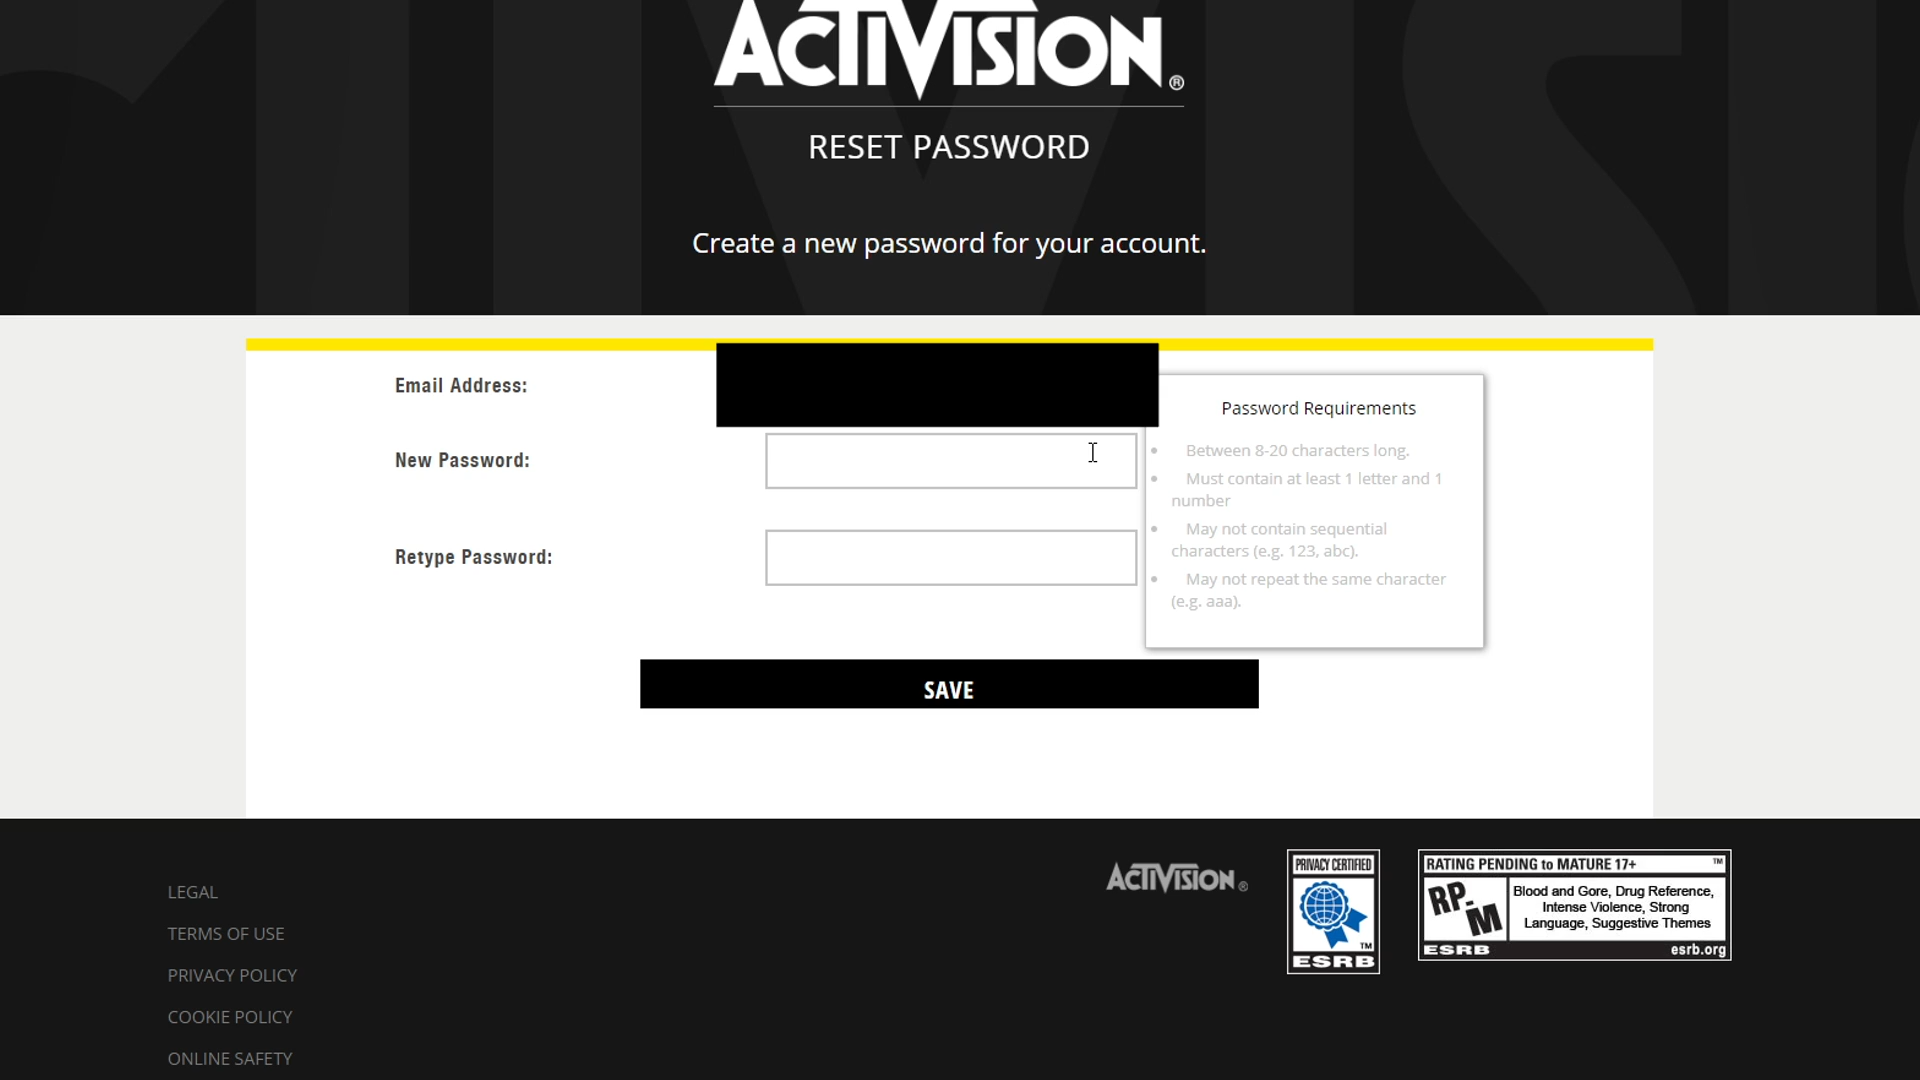 ACTIVISION®
RESET PASSWORD
Create a new password for your account.
Email Address:
Password Requirements
New Password:
• Between 8-20 characters long.
• Must contain at least 1 letter and 1
number
• May not contain sequential
characters (e.g. 123, abc).
Retype Password:
• May not repeat the same character
(e.g. aaa).
SAVE
LEGAL
TERMS OF USE
PRIVACY POLICY
COOKIE POLICY
ONLINE SAFETY
ACTIVISION®
PRIVACY CERTIFIED
TM
ESRB
RATING PENDING to MATURE 17+ TM
RP-M
Blood and Gore, Drug Reference,
Intense Violence, Strong
Language, Suggestive Themes
ESRB esrb.org